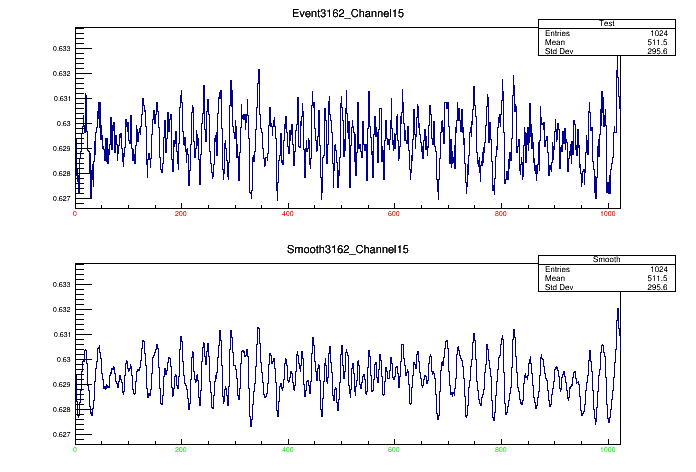 Event3162_Channel15
Test
Entries 1024
Mean 511.5
Std Dev 295.6
0.633
0.632
0.631
0.63
0.629
0.628
0.627
0 200 400 600 800 1000
Smooth3162_Channel15
Smooth
Entries 1024
Mean 511.5
Std Dev 295.6
0.633
0.632
0.631
0.63
0.629
0.628
0.627
0 200 400 600 800 1000